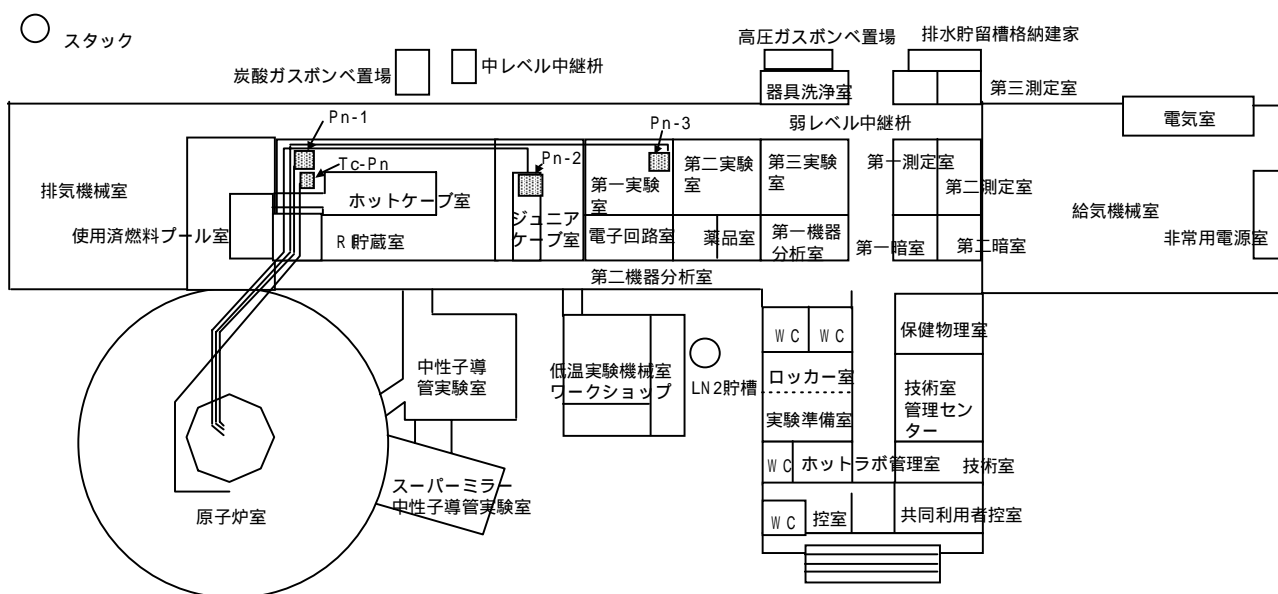 スタック
炭酸ガスボンベ置場
中レベル中継枡
高圧ガスボンベ置場
排水貯留槽格納建家
器具洗浄室
第三測定室
弱レベル中継枡
電気室
Pn-1
Pn-3
Tc-Pn
Pn-2
排気機械室
ホットケーブ室
第一実験
室
第二実験
室
第三実験
室
第一測定室
第二測定室
給気機械室
使用済燃料プール室
RI貯蔵室
ジュニア
ケーブ室
電子回路室
薬品室
第一機器
分析室
第一暗室
第二暗室
非常用電源室
第二機器分析室
中性子導
管実験室
低温実験機械室
ワークショップ
LN2貯槽
WC
WC
保健物理室
ロッカー室
実験準備室
技術室
管理セン
ター
WC
ホットラボ管理室
技術室
スーパーミラー
中性子導管実験室
原子炉室
WC
控室
共同利用者控室